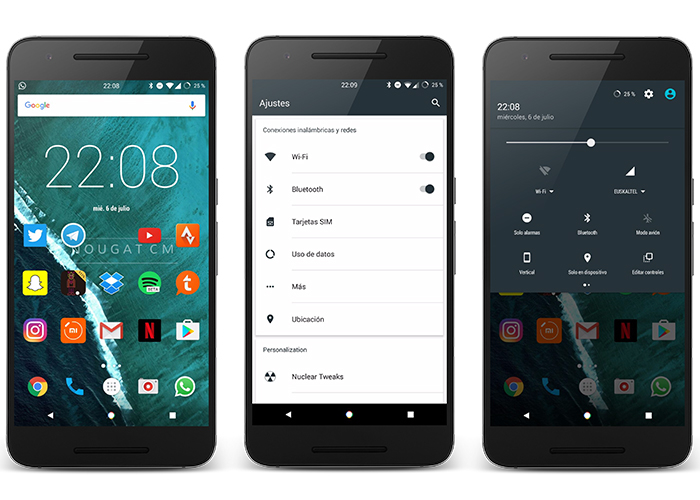 22:08
25 %
Google
22:08
mié. 6 de julio
NOUGAT CM
BETA
22:09
25 %
Ajustes
Conexiones inalámbricas y redes
Wi-Fi
Bluetooth
Tarjetas SIM
Uso de datos
Más
Ubicación
Personalization
Nuclear Tweaks
25 %
22:08
miércoles, 6 de julio
Wi-Fi
EUSKALTEL
Solo alarmas
Bluetooth
Modo avión
Vertical
Solo en dispositivo
Editar controles